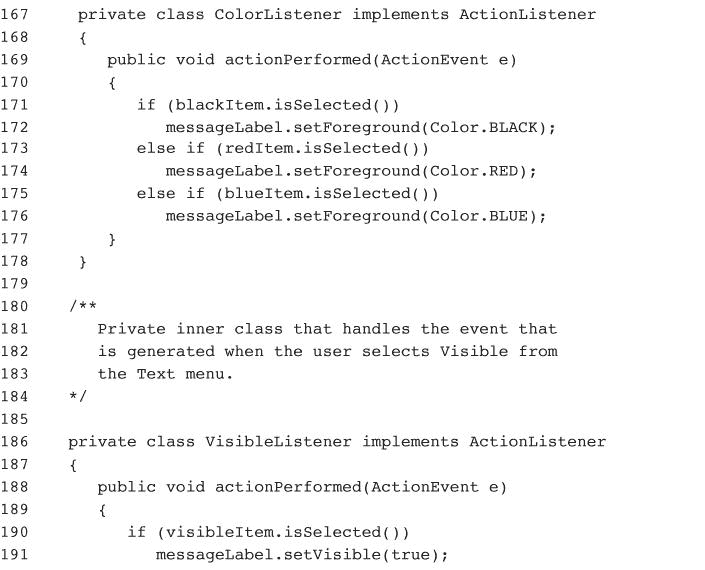 167     private class ColorListener implements ActionListener
168     {
169        public void actionPerformed(ActionEvent e)
170        {
171           if (blackItem.isSelected())
172              messageLabel.setForeground(Color.BLACK);
173           else if (redItem.isSelected())
174              messageLabel.setForeground(Color.RED);
175           else if (blueItem.isSelected())
176              messageLabel.setForeground(Color.BLUE);
177        }
178     }
179
180    /**
181       Private inner class that handles the event that
182       is generated when the user selects Visible from
183       the Text menu.
184    */
185
186    private class VisibleListener implements ActionListener
187    {
188       public void actionPerformed(ActionEvent e)
189       {
190          if (visibleItem.isSelected())
191             messageLabel.setVisible(true);